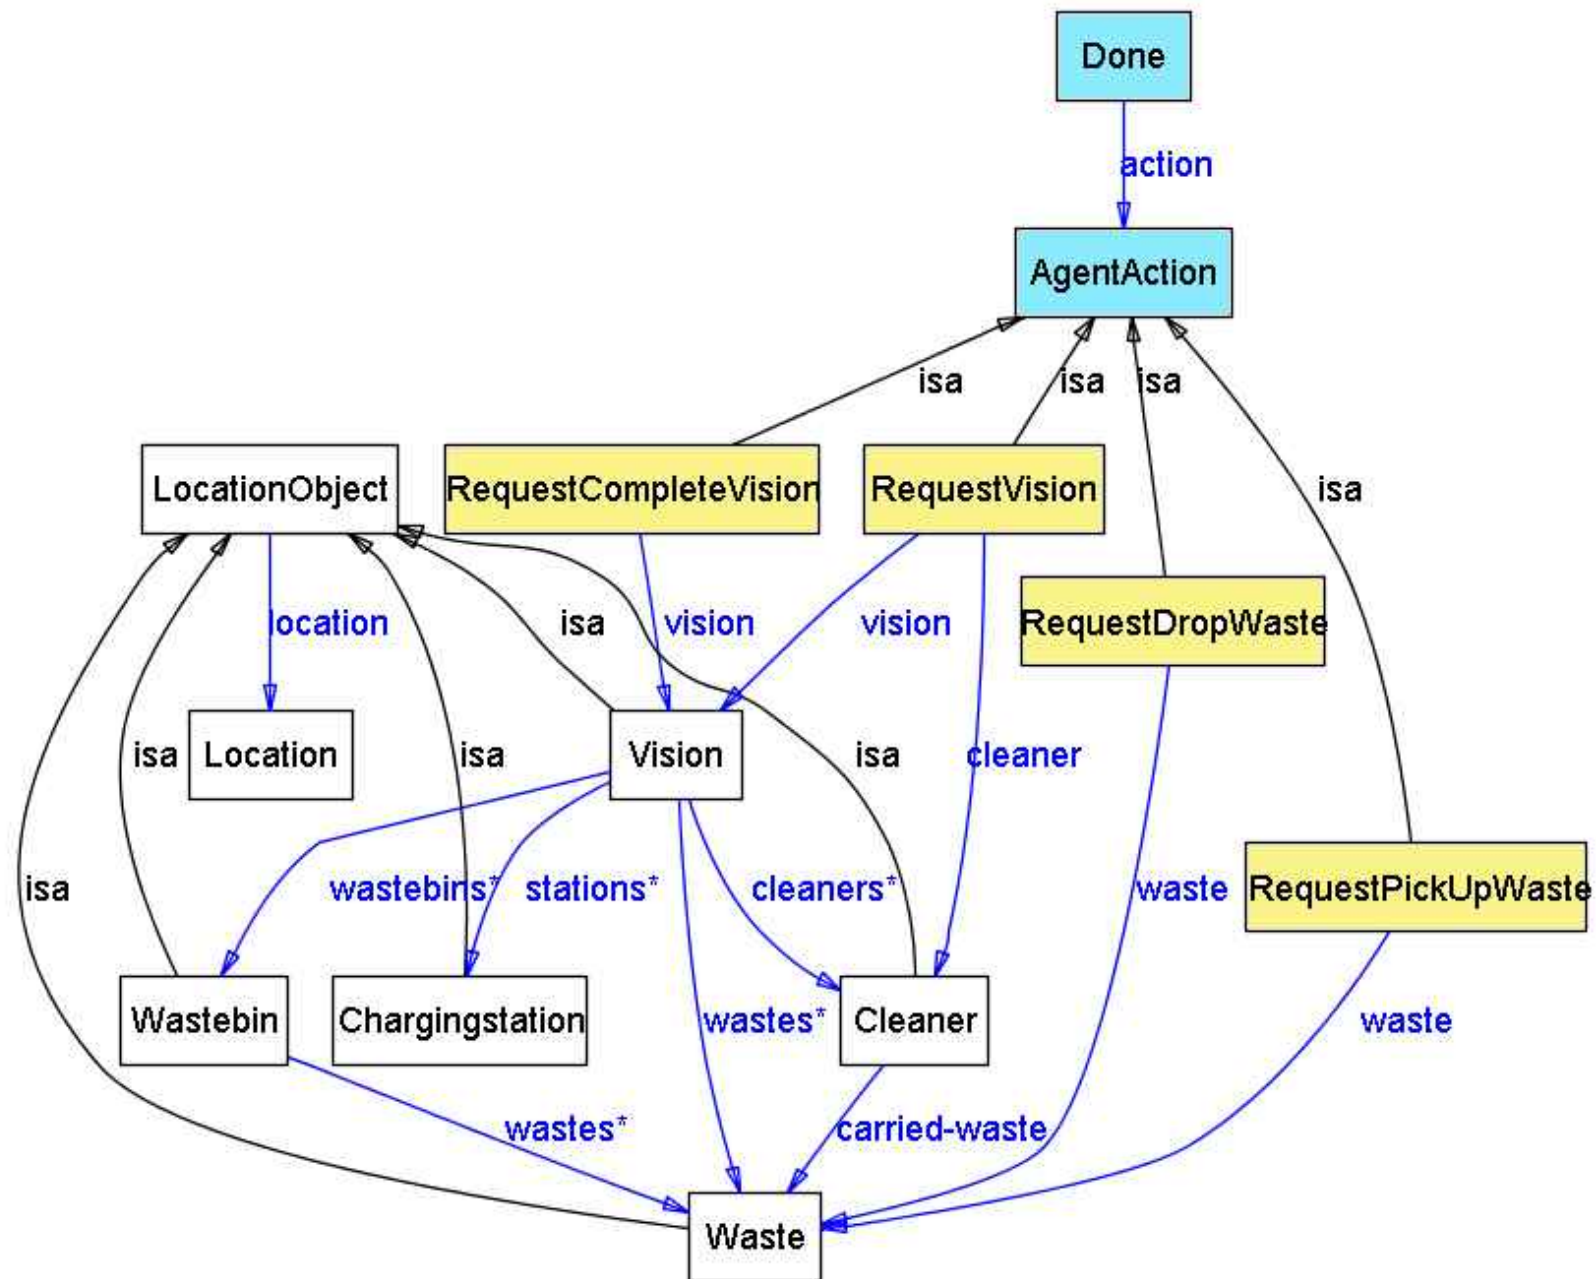 Done
action
AgentAction
isa
isa
isa
LocationObject
RequestCompleteVision
RequestVision
isa
location
isa
vision
vision
RequestDropWaste
isa
Location
isa
Vision
isa
cleaner
isa
wastebins*
stations*
cleaners*
waste
RequestPickUpWaste
Wastebin
Chargingstation
wastes*
Cleaner
waste
wastes*
carried-waste
Waste